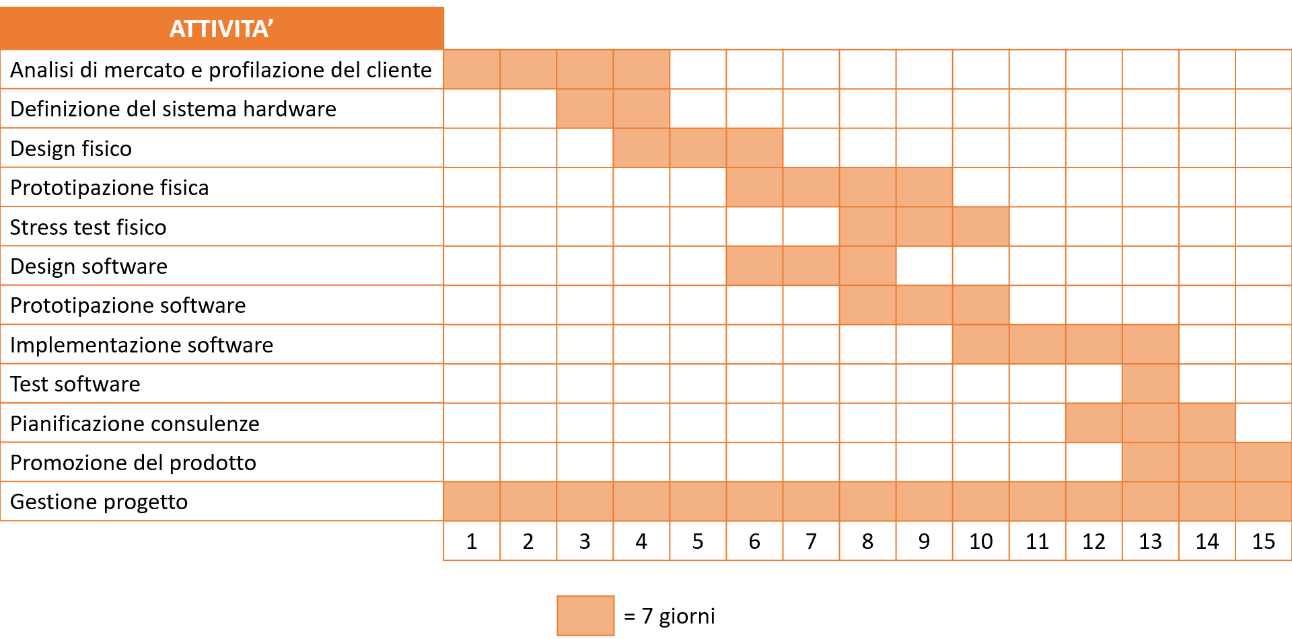 ATTIVITA’
Analisi di mercato e profilazione del cliente
Definizione del sistema hardware
Design fisico
Prototipazione fisica
Stress test fisico
Design software
Prototipazione software
Implementazione software
Test software
Pianificazione consulenze
Promozione del prodotto
Gestione progetto
1 2 3 4 5 6 7 8 9 10 11 12 13 14 15
= 7 giorni